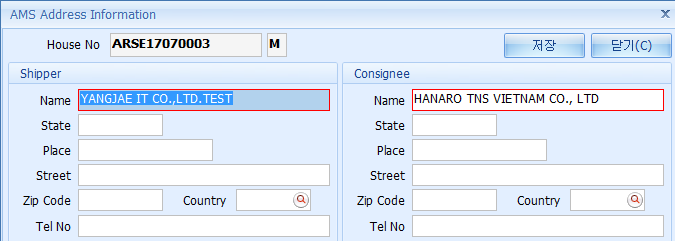 AMS Address Information
House No ARSE17070003 M 저장 닫기(C)
Shipper Consignee
Name YANGJAE IT CO.,LTD.TEST Name HANARO TNS VIETNAM CO., LTD
State State
Place Place
Street Street
Zip Code Country Zip Code Country
Tel No Tel No